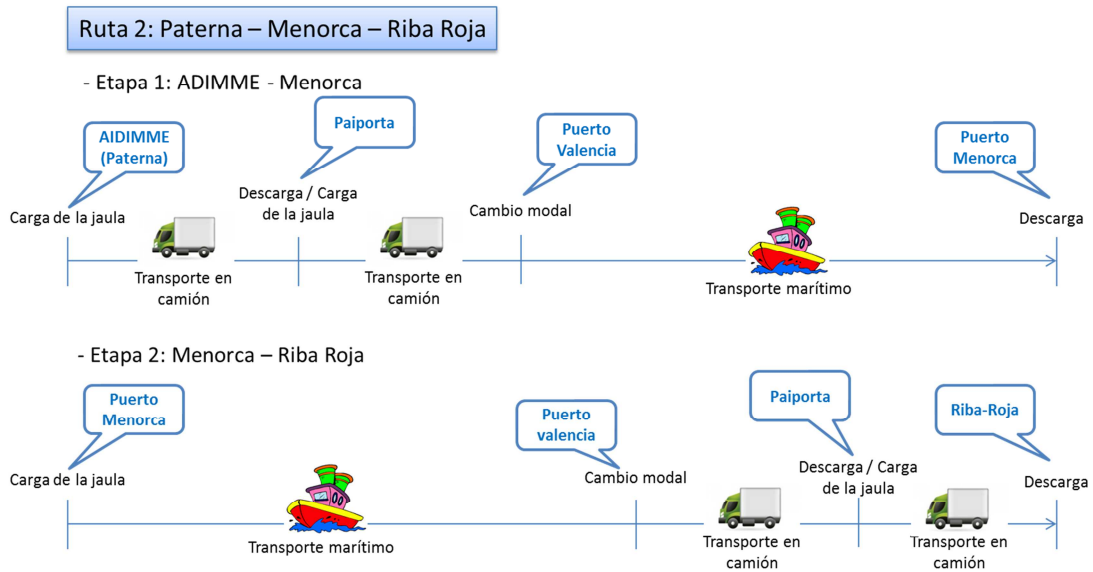 Ruta 2: Paterna – Menorca – Riba Roja
- Etapa 1: ADIMME - Menorca
AIDIMME
(Paterna)
Paiporta
Puerto
Valencia
Puerto
Menorca
Carga de la jaula
Descarga / Carga
de la jaula
Cambio modal
Descarga
Transporte en
camión
Transporte en
camión
Transporte marítimo
- Etapa 2: Menorca – Riba Roja
Puerto
Menorca
Puerto
valencia
Paiporta
Riba-Roja
Carga de la jaula
Cambio modal
Descarga / Carga
de la jaula
Descarga
Transporte marítimo
Transporte en
camión
Transporte en
camión